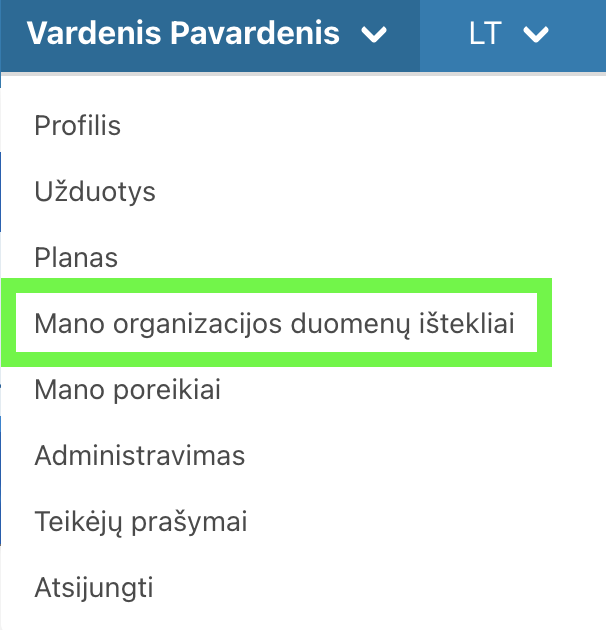 Vardenis Pavardenis LT
Profilis
Užduotys
Planas
Mano organizacijos duomenų ištekliai
Mano poreikiai
Administravimas
Teikėjų prašymai
Atsijungti